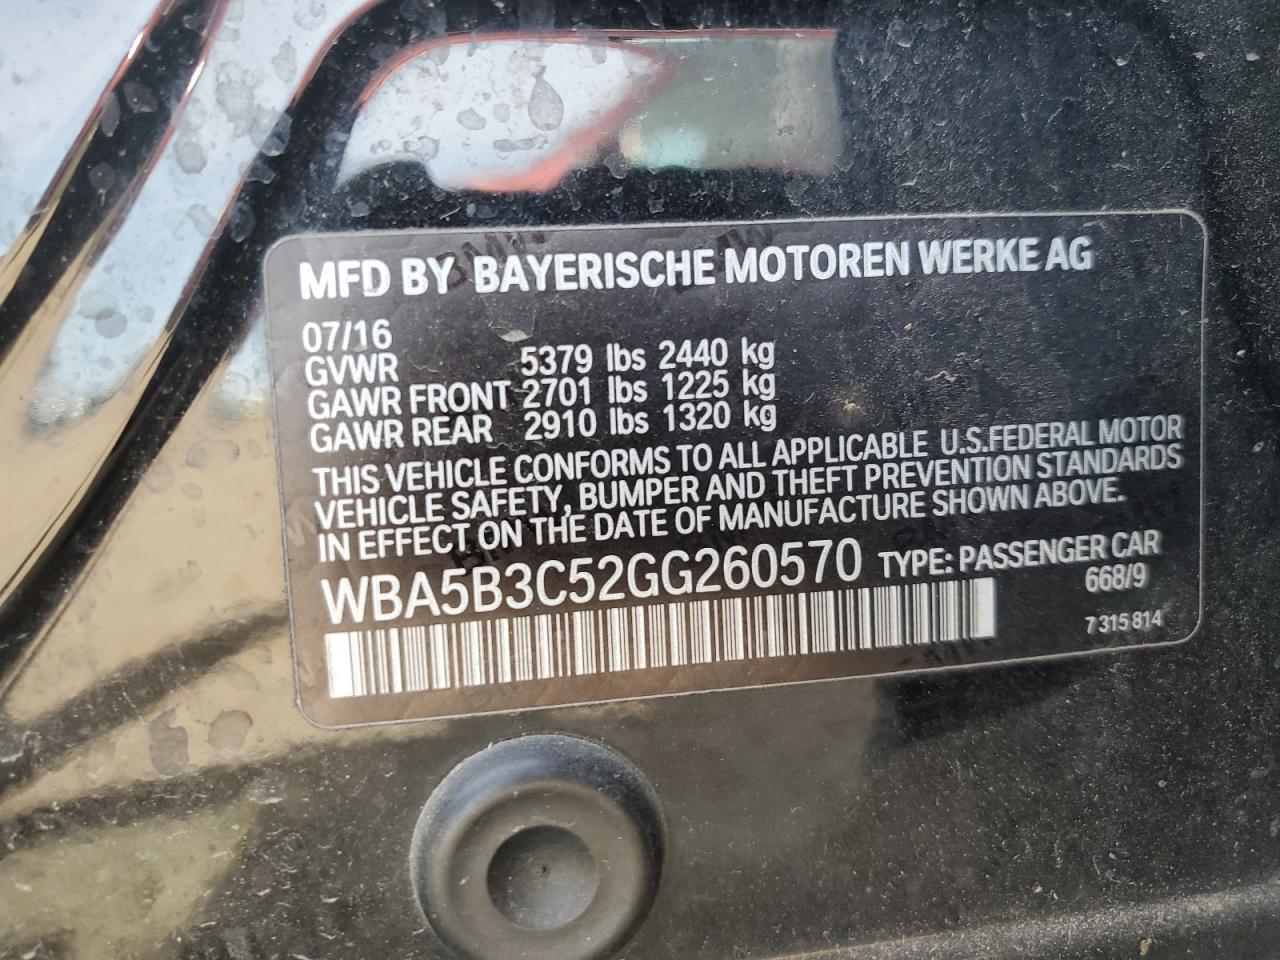 MFD BY BAYERISCHE MOTOREN WERKE AG
07/16
GVWR 5379 lbs 2440 kg
GAWR FRONT 2701 lbs 1225 kg
GAWR REAR 2910 lbs 1320 kg
THIS VEHICLE CONFORMS TO ALL APPLICABLE U.S.FEDERAL MOTOR
VEHICLE SAFETY, BUMPER AND THEFT PREVENTION STANDARDS
IN EFFECT ON THE DATE OF MANUFACTURE SHOWN ABOVE.
WBA5B3C52GG260570 TYPE: PASSENGER CAR
668/9
7 315 814